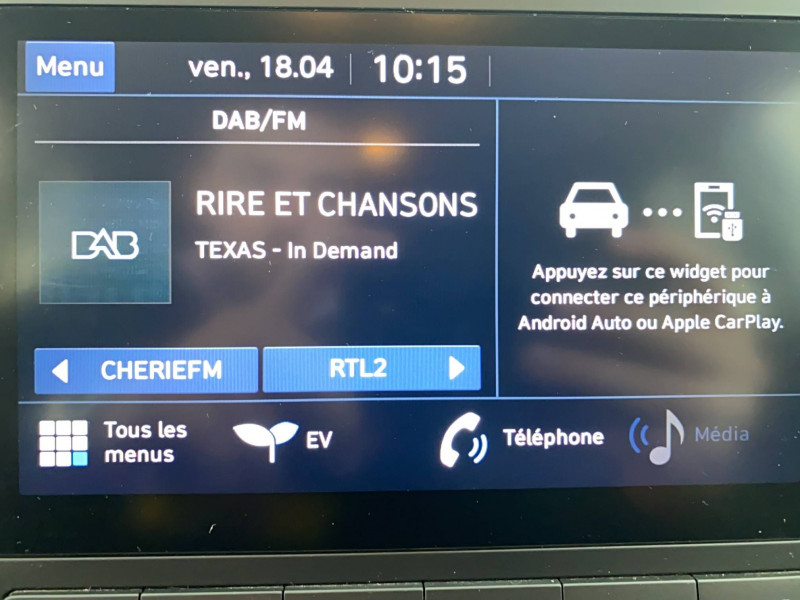 Menu ven., 18.04 10:15
DAB/FM
DAB
RIRE ET CHANSONS
TEXAS - In Demand
CHERIEFM RTL2
Appuyez sur ce widget pour
connecter ce périphérique à
Android Auto ou Apple CarPlay.
Tous les
menus
EV
Téléphone
Média